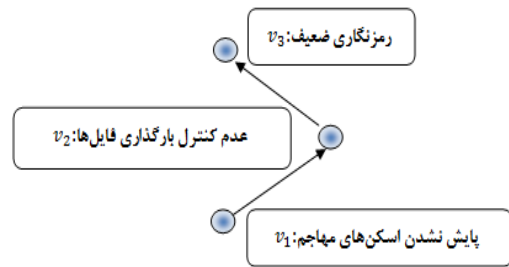 رمزنگاری ضعیف:v₃
عدم کنترل بارگذاری فایل‌ها:v₂
پایش نشدن اسکن‌های مهاجم:v₁